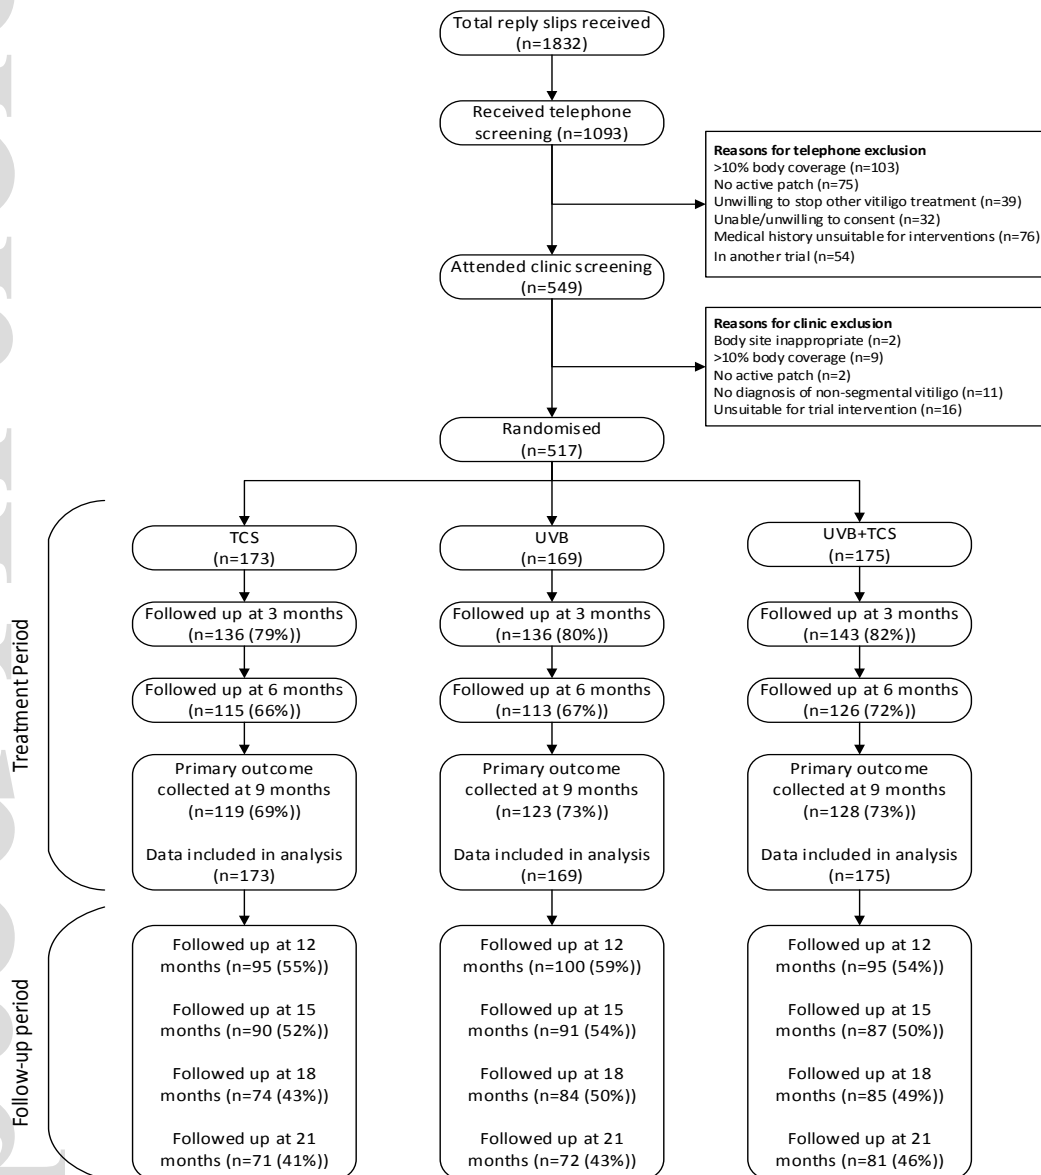 Total reply slips received
(n=1832)
Received telephone
screening (n=1093)
Reasons for telephone exclusion
>10% body coverage (n=103)
No active patch (n=75)
Unwilling to stop other vitiligo treatment (n=39)
Unable/unwilling to consent (n=32)
Medical history unsuitable for interventions (n=76)
In another trial (n=54)
Attended clinic screening
(n=549)
Reasons for clinic exclusion
Body site inappropriate (n=2)
>10% body coverage (n=9)
No active patch (n=2)
No diagnosis of non-segmental vitiligo (n=11)
Unsuitable for trial intervention (n=16)
Randomised
(n=517)
Treatment Period
TCS
(n=173)
UVB
(n=169)
UVB+TCS
(n=175)
Followed up at 3 months
(n=136 (79%))
Followed up at 3 months
(n=136 (80%))
Followed up at 3 months
(n=143 (82%))
Followed up at 6 months
(n=115 (66%))
Followed up at 6 months
(n=113 (67%))
Followed up at 6 months
(n=126 (72%))
Primary outcome
collected at 9 months
(n=119 (69%))
Data included in analysis
(n=173)
Primary outcome
collected at 9 months
(n=123 (73%))
Data included in analysis
(n=169)
Primary outcome
collected at 9 months
(n=128 (73%))
Data included in analysis
(n=175)
Follow-up period
Followed up at 12
months (n=95 (55%))
Followed up at 15
months (n=90 (52%))
Followed up at 18
months (n=74 (43%))
Followed up at 21
months (n=71 (41%))
Followed up at 12
months (n=100 (59%))
Followed up at 15
months (n=91 (54%))
Followed up at 18
months (n=84 (50%))
Followed up at 21
months (n=72 (43%))
Followed up at 12
months (n=95 (54%))
Followed up at 15
months (n=87 (50%))
Followed up at 18
months (n=85 (49%))
Followed up at 21
months (n=81 (46%))